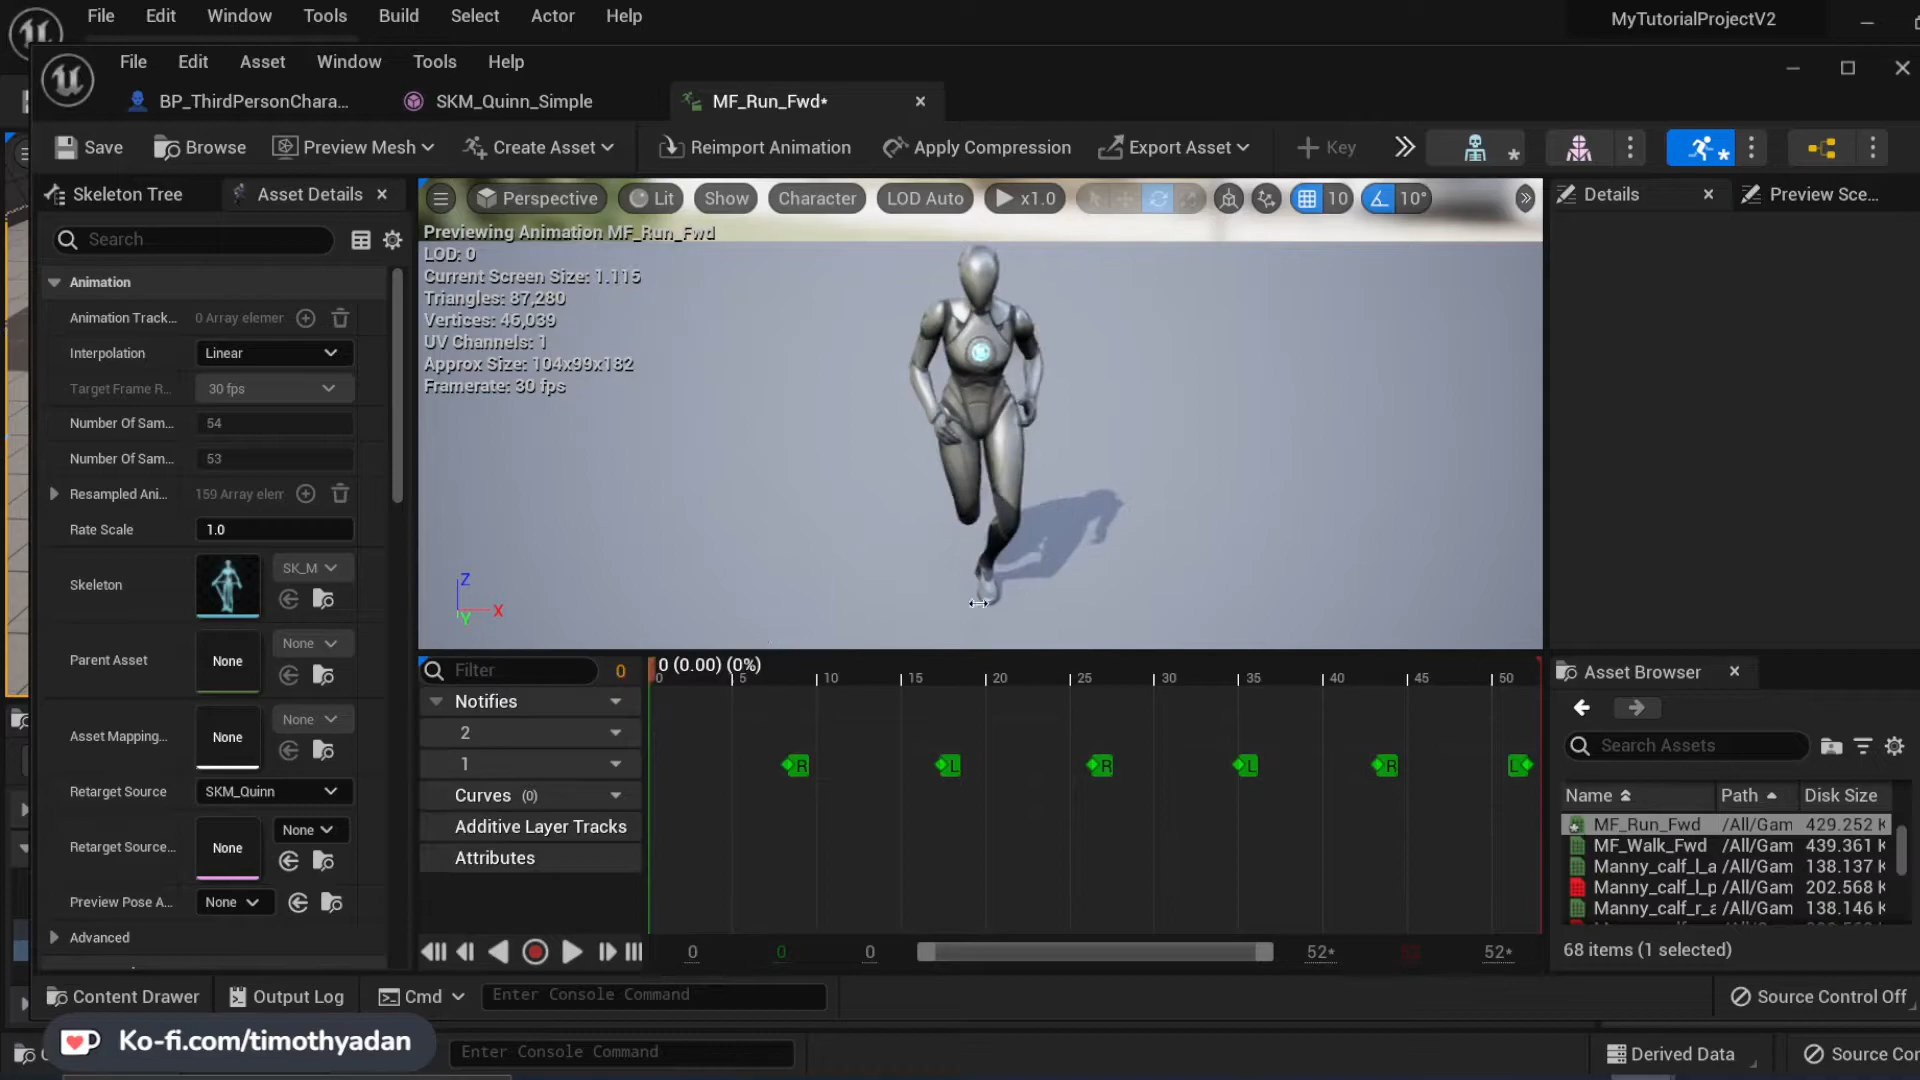 File Edit Window Tools Build Select Actor Help
MyTutorialProjectV2
File Edit Asset Window Tools Help
BP_ThirdPersonChara... SKM_Quinn_Simple MF_Run_Fwd*
Save Browse Preview Mesh Create Asset Reimport Animation Apply Compression Export Asset Key
Skeleton Tree Asset Details
Perspective Lit Show Character LOD Auto x1.0 10 10°
Details Preview Sce...
Search
Previewing Animation MF_Run_Fwd
LOD: 0
Current Screen Size: 1.115
Triangles: 87,280
Vertices: 46,039
UV Channels: 1
Approx Size: 104x99x182
Framerate: 30 fps
Animation
Animation Track... 0 Array elemer
Interpolation Linear
Target Frame R... 30 fps
Number Of Sam... 54
Number Of Sam... 53
Resampled Ani... 159 Array elem
Rate Scale 1.0
Skeleton SK_M
Parent Asset None None
Asset Mapping... None None
Retarget Source SKM_Quinn
Retarget Source... None None
Preview Pose A... None
Advanced
Z
X
Y
Filter 0
0 (0.00) (0%)
0 5 10 15 20 25 30 35 40 45 50
Notifies
2
1
R L R L R L
Curves (0)
Additive Layer Tracks
Attributes
0 0 0 52* 52*
Asset Browser
Search Assets
Name Path Disk Size
MF_Run_Fwd /All/Gam 429.252 K
MF_Walk_Fwd /All/Gam 439.361 K
Manny_calf_l_a /All/Gam 138.137 K
Manny_calf_l_p /All/Gam 202.568 K
Manny_calf_r_a /All/Gam 138.146 K
68 items (1 selected)
Content Drawer Output Log Cmd Enter Console Command
Source Control Off
Ko-fi.com/timothyadan
Enter Console Command
Derived Data Source Cor